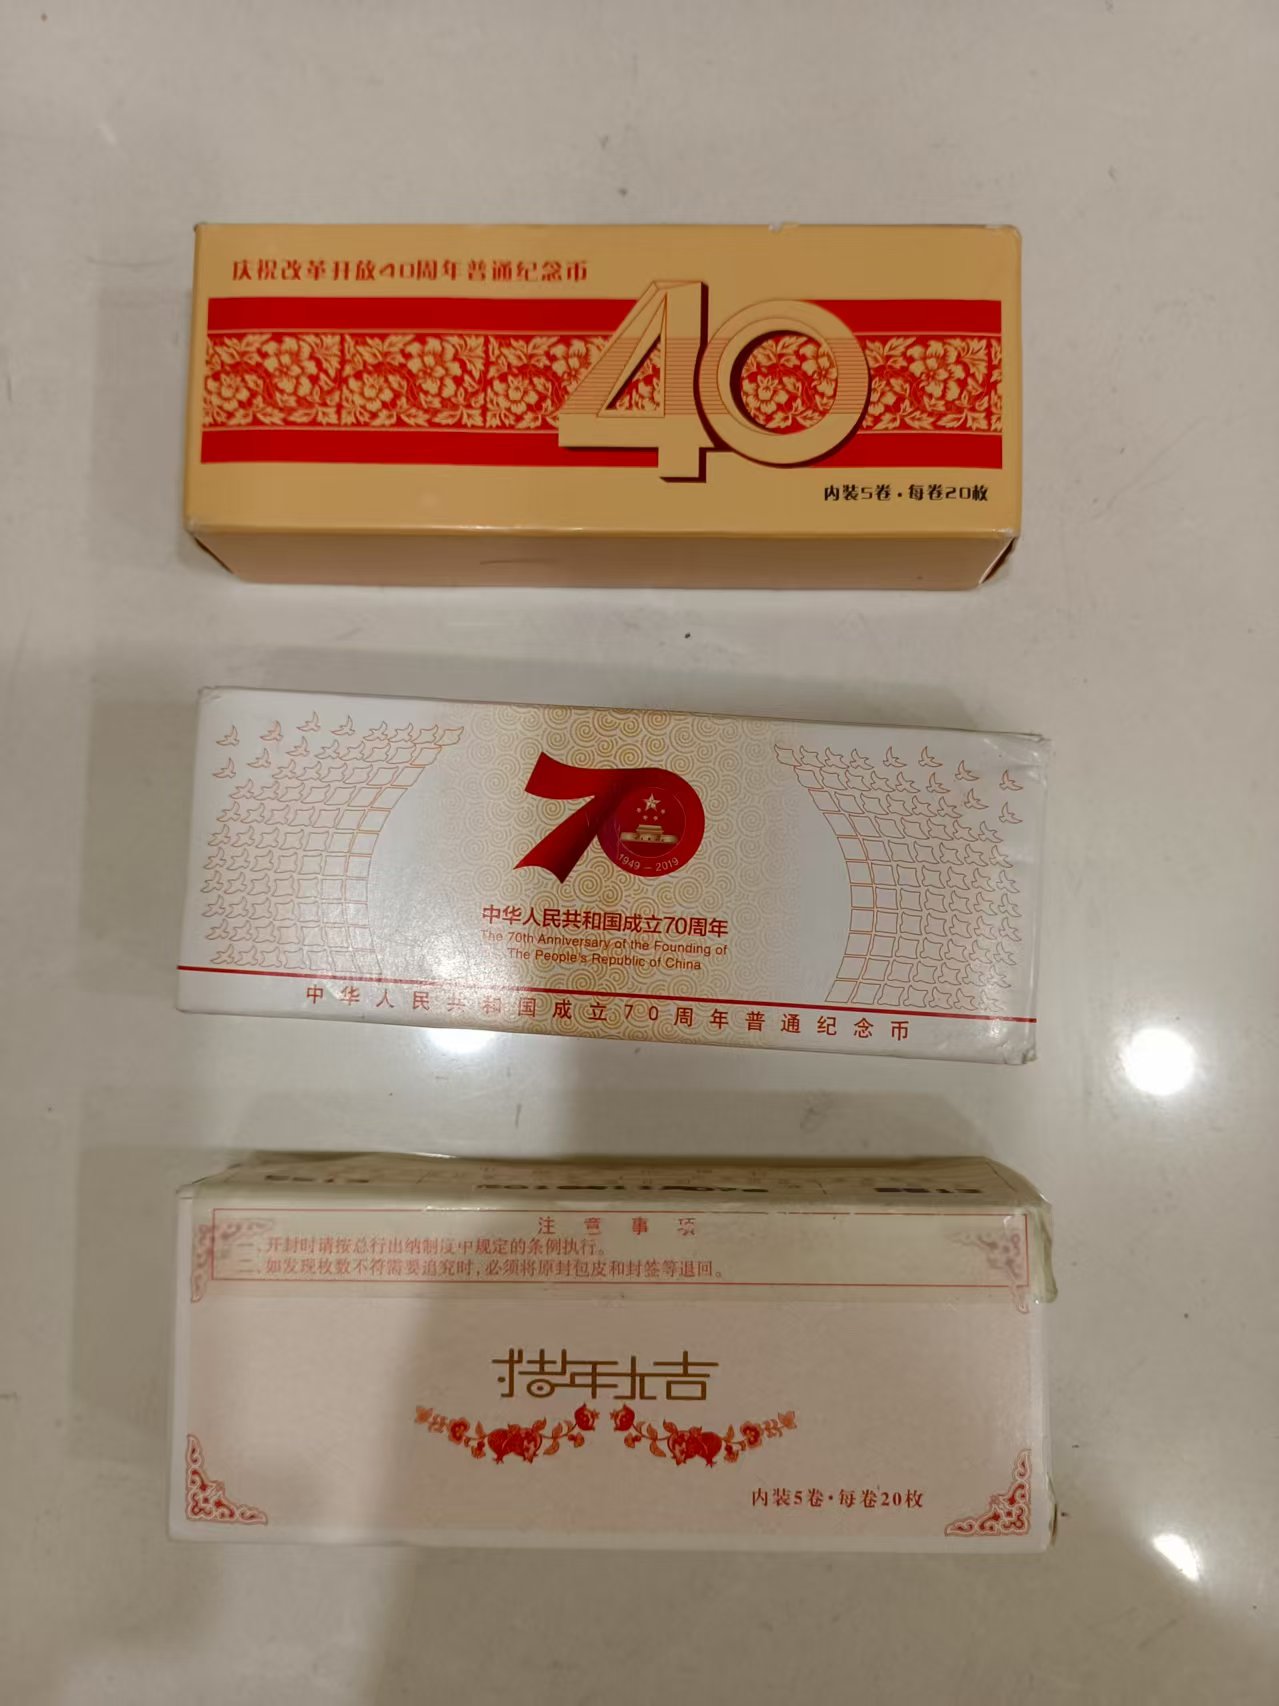 庆祝改革开放40周年普通纪念币
40
内装5卷·每卷20枚
70
1949-2019
中华人民共和国成立70周年
The 70th Anniversary of the Founding of
The People's Republic of China
中华人民共和国成立70周年普通纪念币
注意事项
一、开封时请按总行出纳制度中规定的条例执行。
二、如发现枚数不符需要追究时，必须将原封包皮和封签等退回。
猪年大吉
内装5卷·每卷20枚